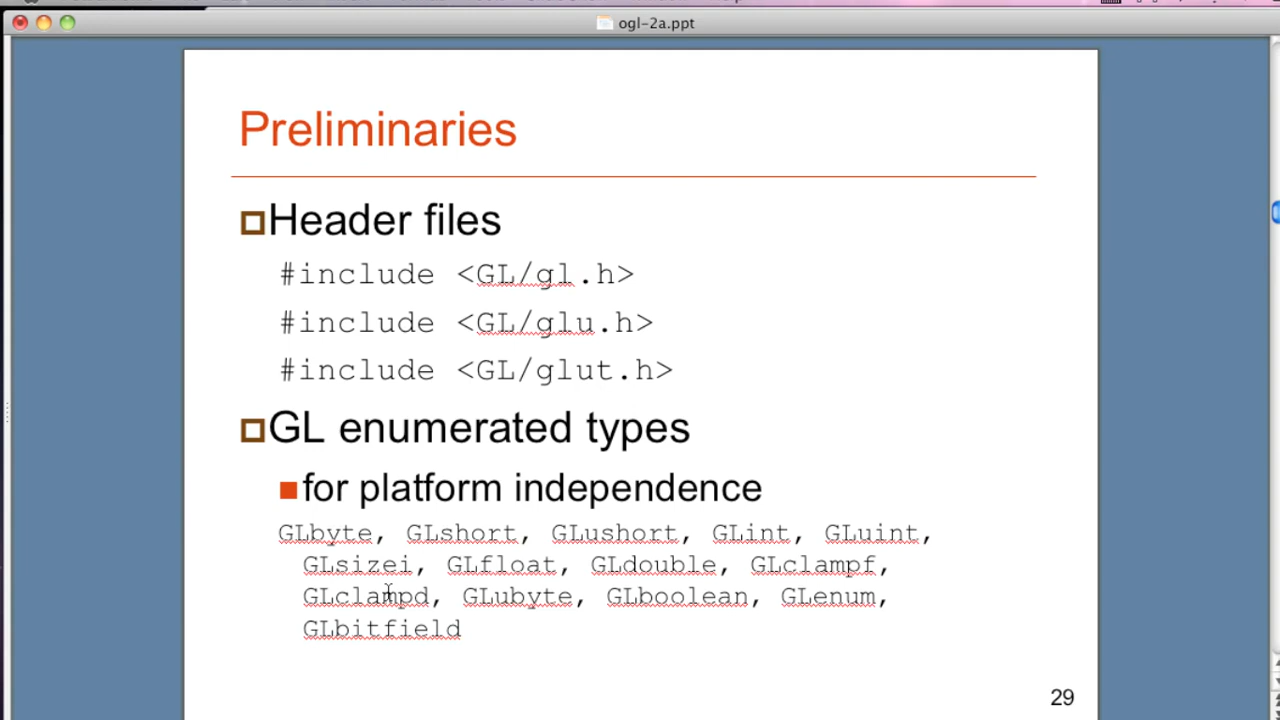 ogl-2a.ppt
Preliminaries
Header files
#include <GL/gl.h>
#include <GL/glu.h>
#include <GL/glut.h>
GL enumerated types
for platform independence
GLbyte, GLshort, GLushort, GLint, GLuint,
GLsizei, GLfloat, GLdouble, GLclampf,
GLclampd, GLubyte, GLboolean, GLenum,
GLbitfield
29